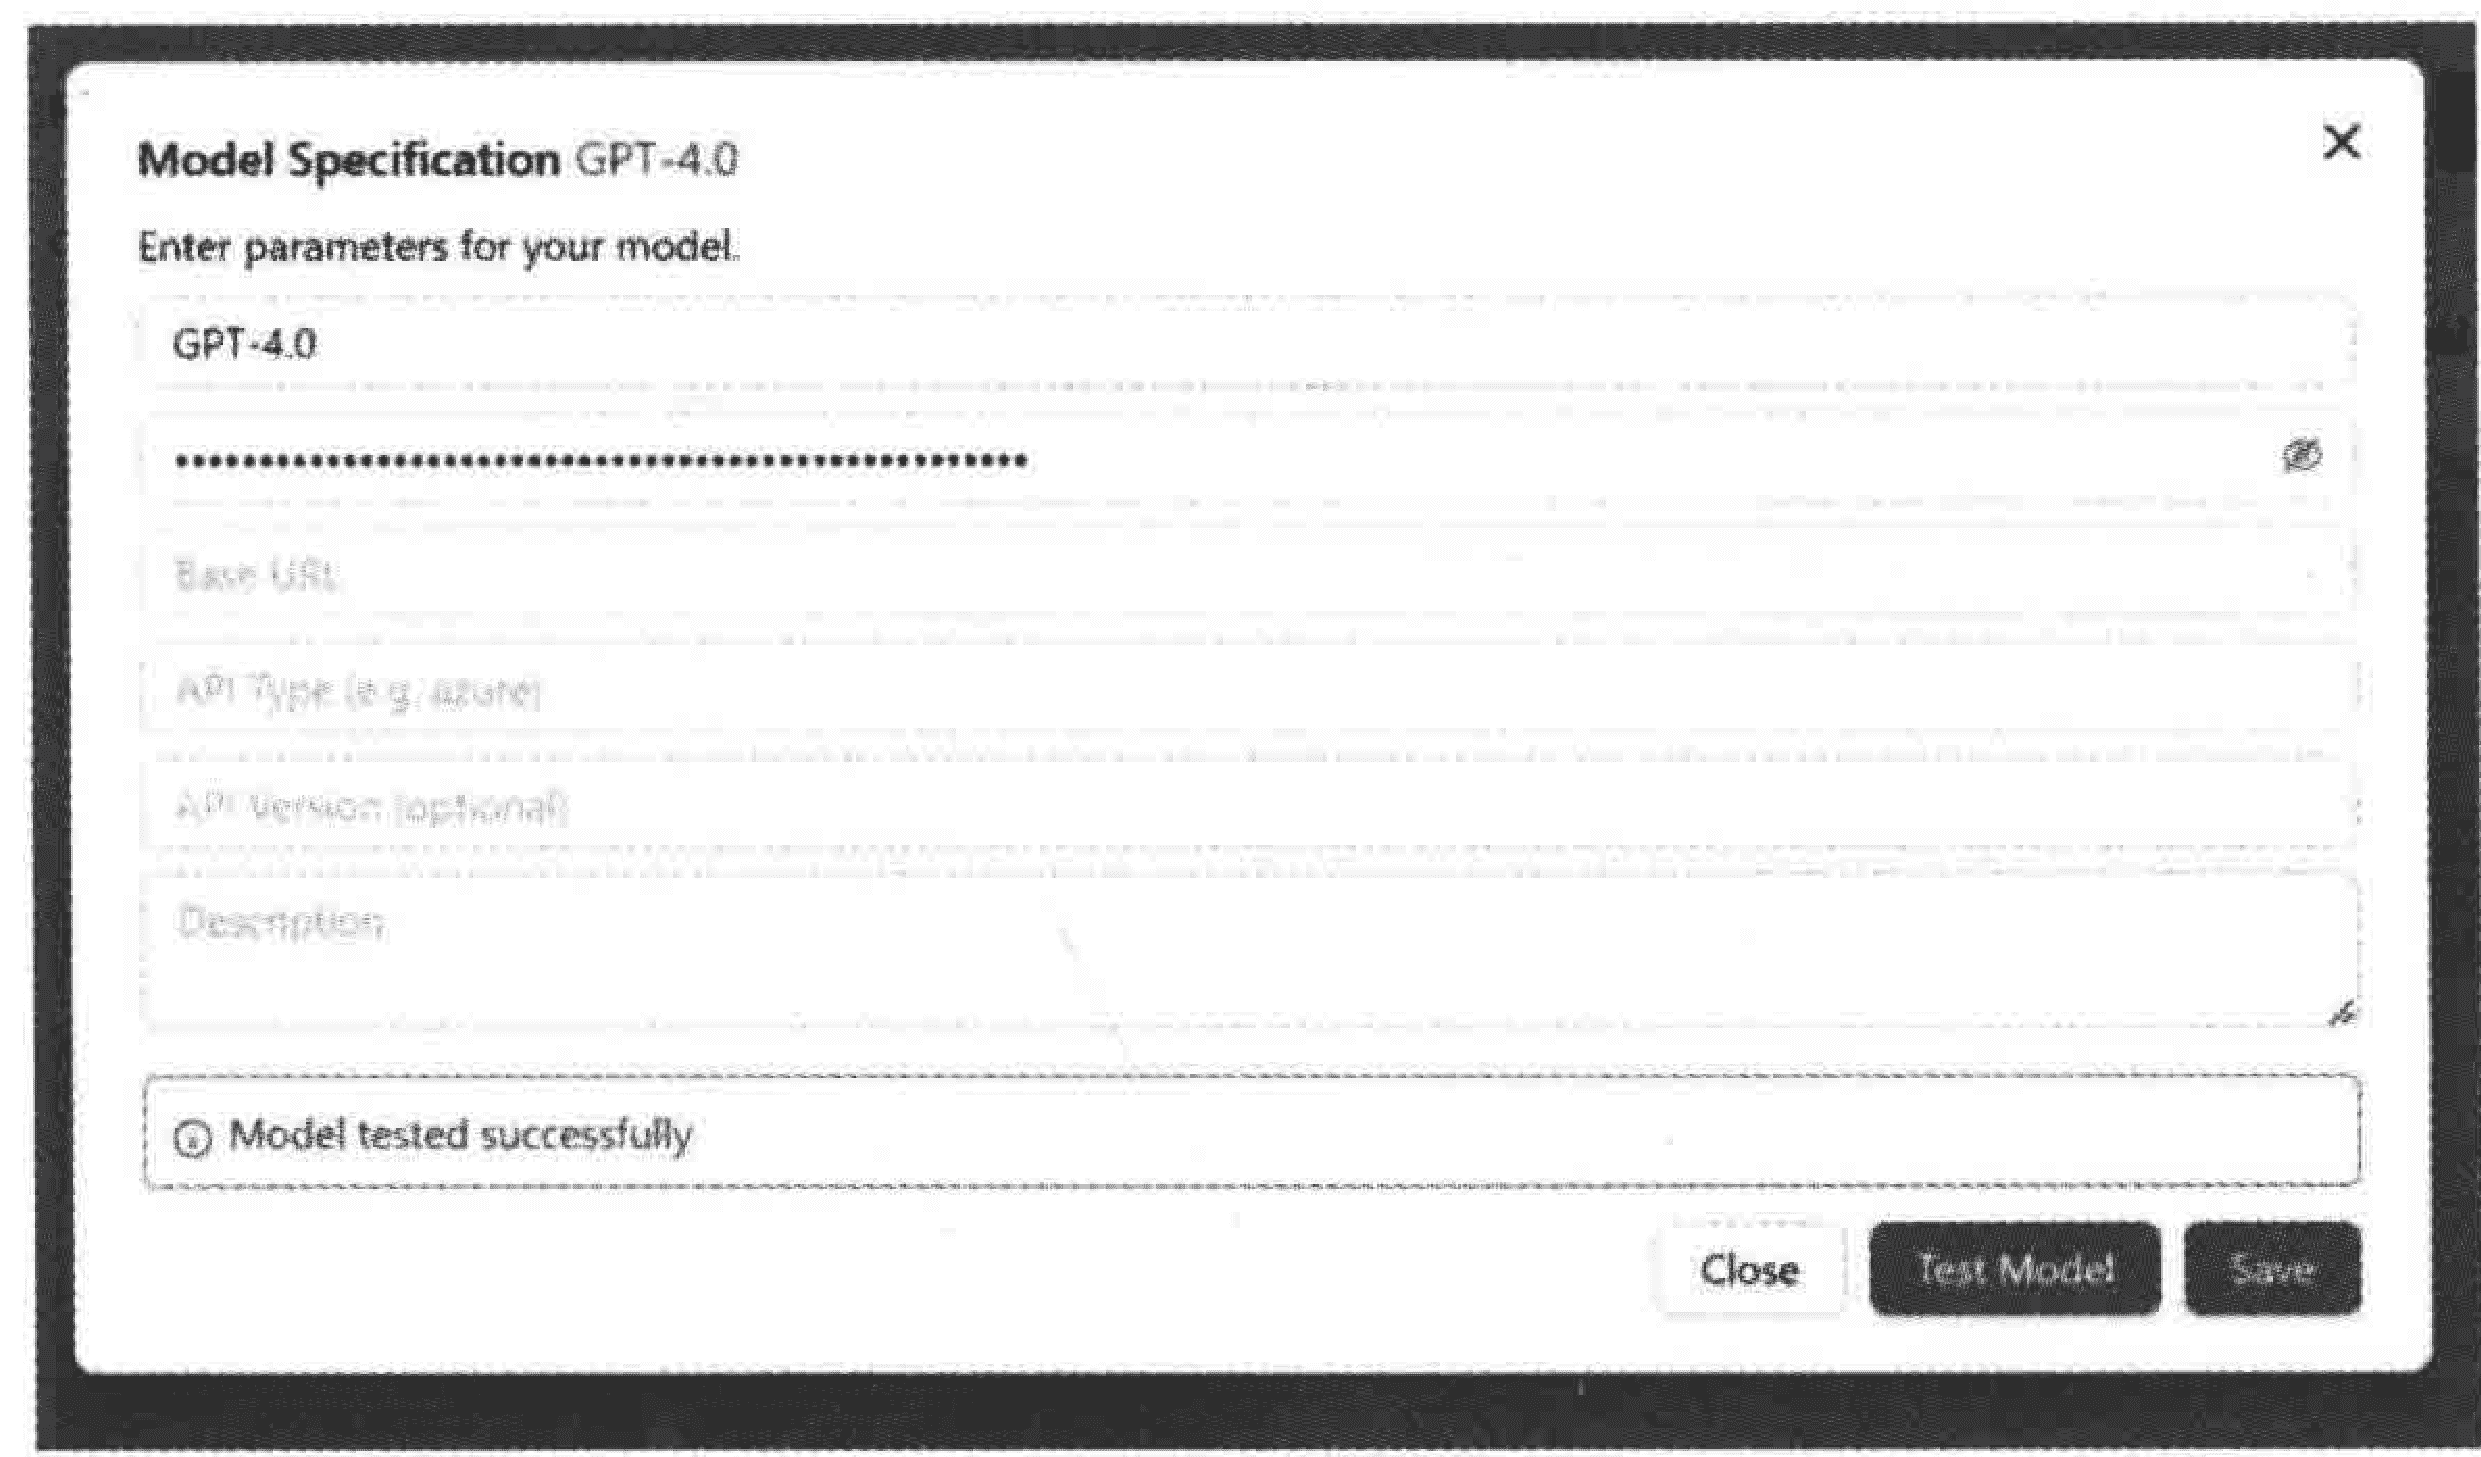 Model Specification GPT-4.0
Enter parameters for your model.
GPT-4.0
••••••••••••••••••••••••••••••••••••••••••••••••••••
Base URL
API Type (e.g. azure)
API Version (optional)
Description
Model tested successfully
Close Test Model Save